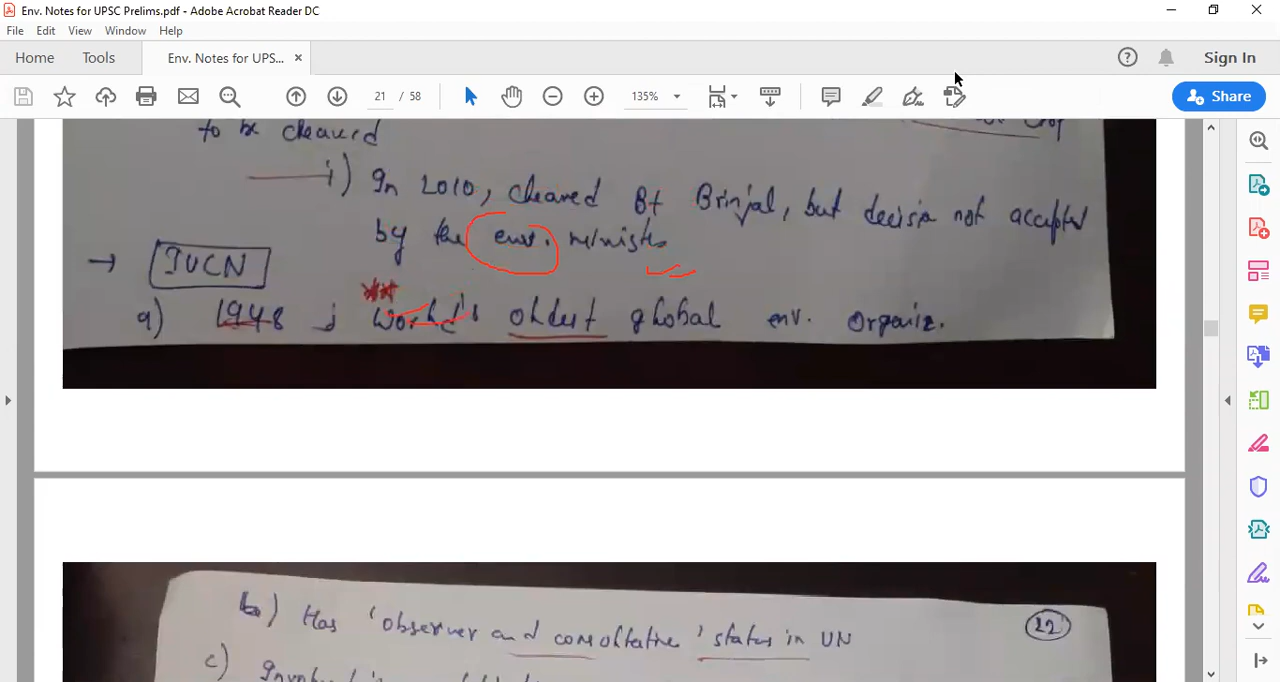 Env. Notes for UPSC Prelims.pdf - Adobe Acrobat Reader DC
File Edit View Window Help
Home Tools Env. Notes for UPS... × Sign In
21 / 58 135% Share
to be cleared
i) In 2010, cleared Bt Brinjal, but decision not accepted
by the env. ministry
→ IUCN
a) 1948 ; World's oldest global env. organiz.
22
b) Has 'observer and consultative' status in UN
c)